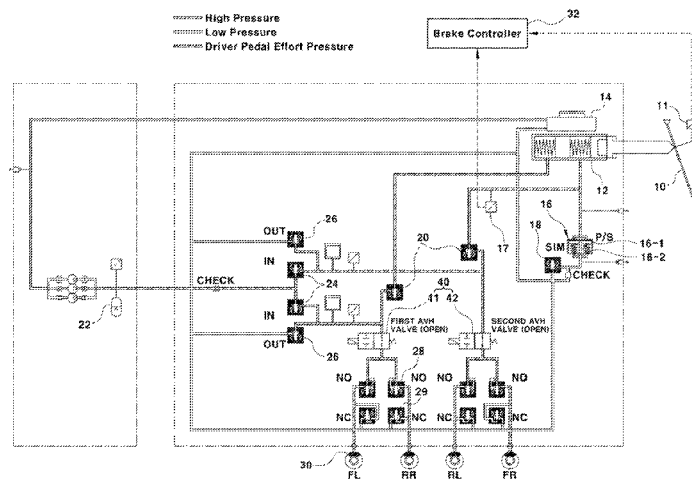 High Pressure
Low Pressure
Driver Pedal Effort Pressure
32
Brake Controller
14
11
12
10
16
P/S
16-1
16-2
18
SIM
CHECK
17
20
26
OUT
IN
24
IN
OUT
26
CHECK
22
40
41
42
FIRST AVH
VALVE (OPEN)
SECOND AVH
VALVE (OPEN)
NO
28
NO
NO
NO
29
NC
NC
NC
NC
30
FL
RR
RL
FR